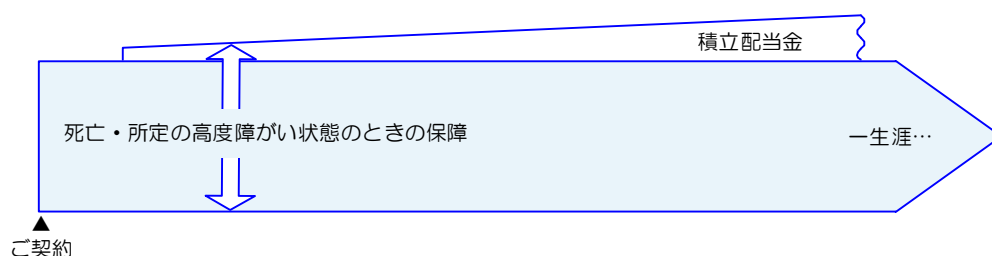 積立配当金
死亡・所定の高度障がい状態のときの保障
一生涯…
▲
ご契約